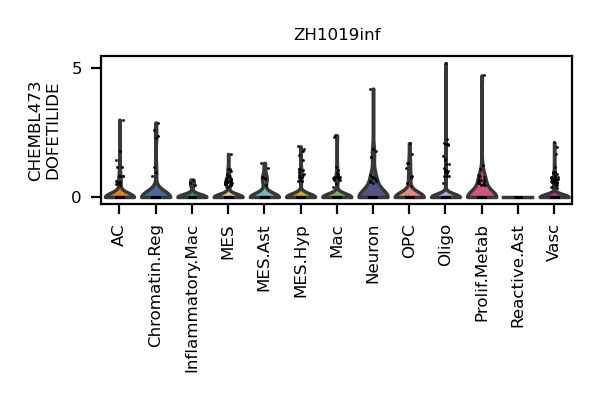 ZH1019inf
CHEMBL473
DOFETILIDE
5
0
AC
Chromatin.Reg
Inflammatory.Mac
MES
MES.Ast
MES.Hyp
Mac
Neuron
OPC
Oligo
Prolif.Metab
Reactive.Ast
Vasc